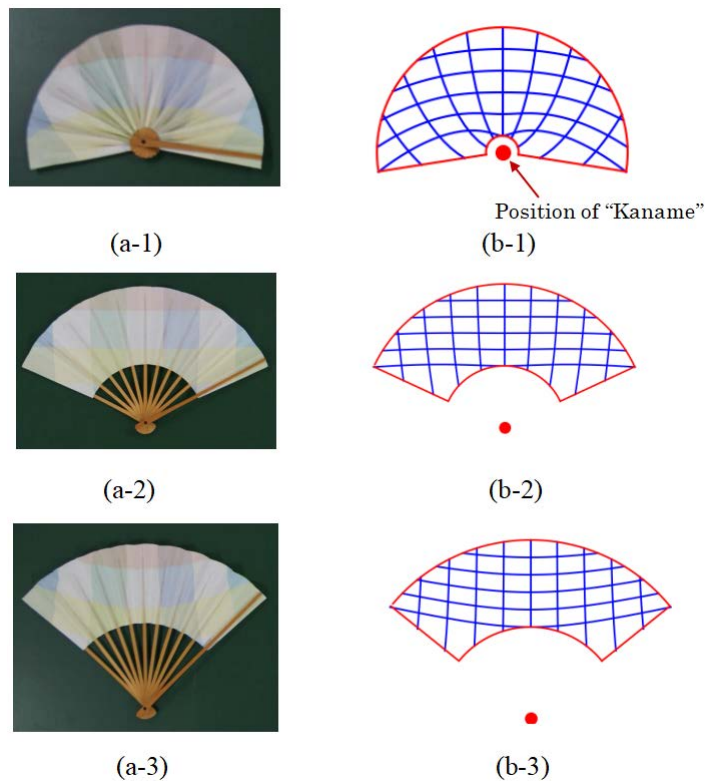 Position of “Kaname”
(a-1)
(b-1)
(a-2)
(b-2)
(a-3)
(b-3)